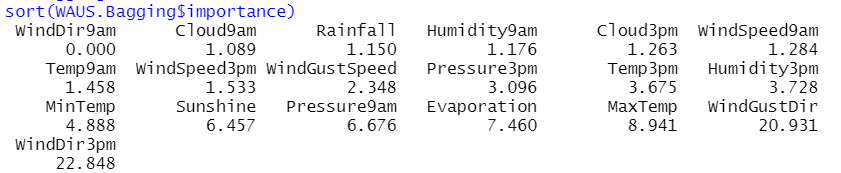 sort(WAUS.Bagging$importance)
WindDir9am Cloud9am Rainfall Humidity9am Cloud3pm WindSpeed9am
0.000 1.089 1.150 1.176 1.263 1.284
Temp9am WindSpeed3pm WindGustSpeed Pressure3pm Temp3pm Humidity3pm
1.458 1.533 2.348 3.096 3.675 3.728
MinTemp Sunshine Pressure9am Evaporation MaxTemp WindGustDir
4.888 6.457 6.676 7.460 8.941 20.931
WindDir3pm
22.848